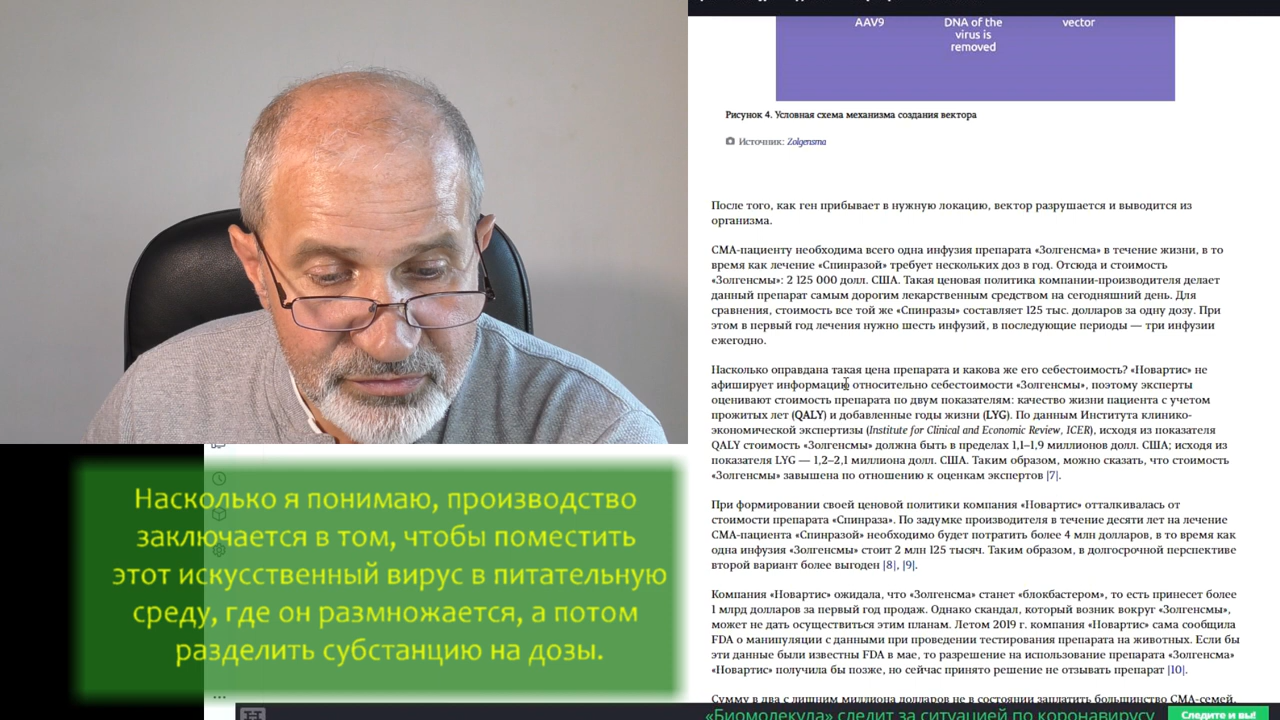 AAV9
DNA of the
virus is
removed
vector
Рисунок 4. Условная схема механизма создания вектора
Источник: Zolgensma
После того, как ген прибывает в нужную локацию, вектор разрушается и выводится из
организма.
СМА-пациенту необходима всего одна инфузия препарата «Золгенсма» в течение жизни, в то
время как лечение «Спинразой» требует нескольких доз в год. Отсюда и стоимость
«Золгенсмы»: 2 125 000 долл. США. Такая ценовая политика компании-производителя делает
данный препарат самым дорогим лекарственным средством на сегодняшний день. Для
сравнения, стоимость все той же «Спинразы» составляет 125 тыс. долларов за одну дозу. При
этом в первый год лечения нужно шесть инфузий, в последующие периоды — три инфузии
ежегодно.
Насколько оправдана такая цена препарата и какова же его себестоимость? «Новартис» не
афиширует информацию относительно себестоимости «Золгенсмы», поэтому эксперты
оценивают стоимость препарата по двум показателям: качество жизни пациента с учетом
прожитых лет (QALY) и добавленные годы жизни (LYG). По данным Института клинико-
экономической экспертизы (Institute for Clinical and Economic Review, ICER), исходя из показателя
QALY стоимость «Золгенсмы» должна быть в пределах 1,1–1,9 миллионов долл. США; исходя из
показателя LYG — 1,2–2,1 миллиона долл. США. Таким образом, можно сказать, что стоимость
«Золгенсмы» завышена по отношению к оценкам экспертов [7].
При формировании своей ценовой политики компания «Новартис» отталкивалась от
стоимости препарата «Спинраза». По задумке производителя в течение десяти лет на лечение
СМА-пациента «Спинразой» необходимо будет потратить более 4 млн долларов, в то время как
одна инфузия «Золгенсмы» стоит 2 млн 125 тысяч. Таким образом, в долгосрочной перспективе
второй вариант более выгоден [8], [9].
Компания «Новартис» ожидала, что «Золгенсма» станет «блокбастером», то есть принесет более
1 млрд долларов за первый год продаж. Однако скандал, который возник вокруг «Золгенсмы»,
может не дать осуществиться этим планам. Летом 2019 г. компания «Новартис» сама сообщила
FDA о манипуляции с данными при проведении тестирования препарата на животных. Если бы
эти данные были известны FDA в мае, то разрешение на использование препарата «Золгенсма»
«Новартис» получила бы позже, но сейчас принято решение не отзывать препарат [10].
Сумму в два с лишним миллиона долларов не в состоянии заплатить большинство СМА-семей.
«Биомолекула» следит за ситуацией по коронавирусу
Следите и вы!
Насколько я понимаю, производство
заключается в том, чтобы поместить
этот искусственный вирус в питательную
среду, где он размножается, а потом
разделить субстанцию на дозы.